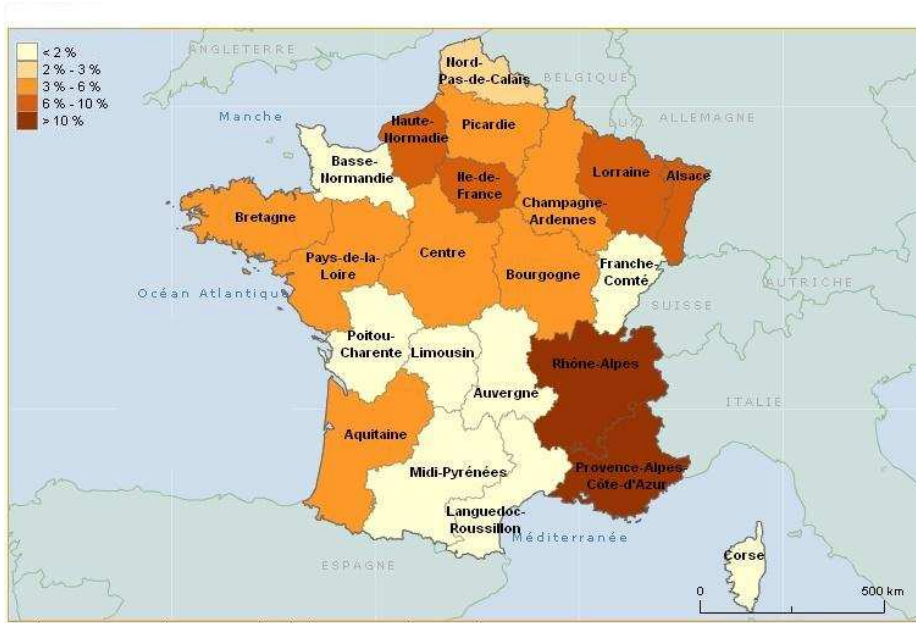 < 2 %
2 % - 3 %
3 % - 6 %
6 % - 10 %
> 10 %
ANGLETERRE
Nord-
Pas-de-Calais
BELGIQUE
LUX
ALLEMAGNE
Manche
Haute-
Normadie
Picardie
Basse-
Normandie
Ile-de-
France
Lorraine
Alsace
Champagne-
Ardennes
Bretagne
Pays-de-la-
Loire
Centre
Bourgogne
Franche-
Comté
AUTRICHE
SUISSE
Océan Atlantique
Poitou-
Charente
Limousin
Auvergne
Rhône-Alpes
ITALIE
Aquitaine
Midi-Pyrénées
Provence-Alpes-
Côte-d'Azur
Languedoc-
Roussillon
Méditerranée
ESPAGNE
Corse
0
500 km